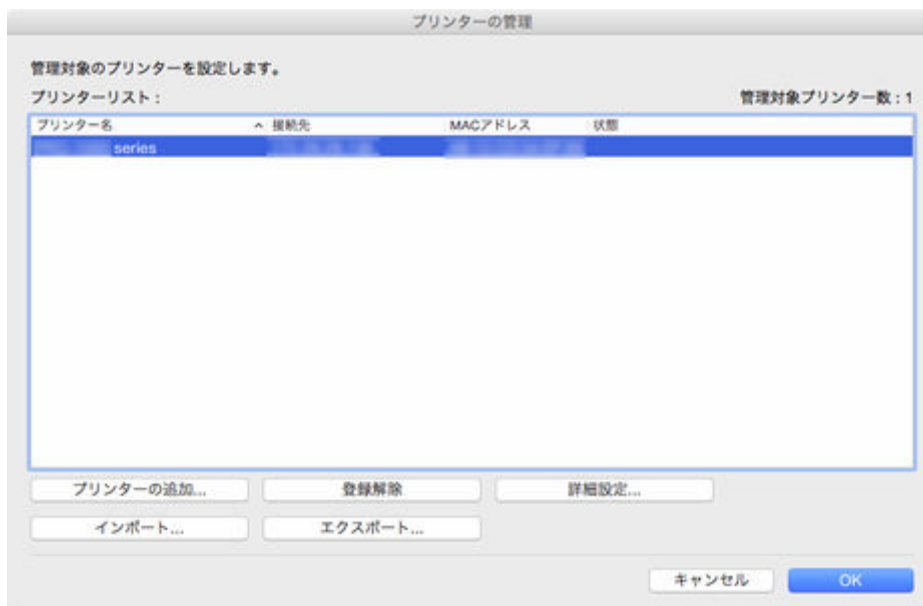 プリンターの管理
管理対象のプリンターを設定します。
プリンターリスト： 管理対象プリンター数：1
プリンター名 接続先 MACアドレス 状態
series
プリンターの追加... 登録解除 詳細設定...
インポート... エクスポート...
キャンセル OK